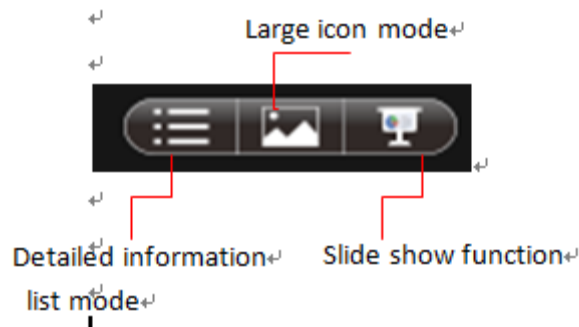 Large icon mode
Detailed information
list mode
Slide show function